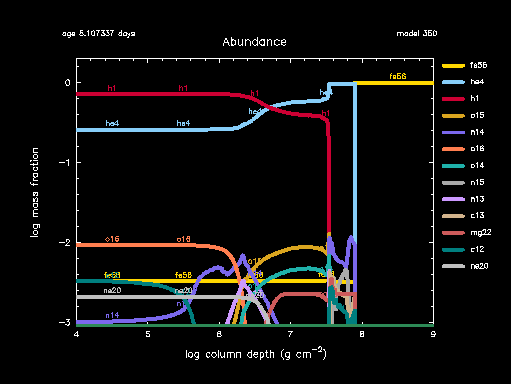 age 5.107337 days
model 350
Abundance
log mass fraction
0
−1
−2
−3
4
5
6
7
8
9
log column depth (g cm−2)
h1
h1
h1
h1
he4
he4
he4
he4
fe56
o16
o16
fe56
fe56
ne20
ne20
n14
fe56
he4
h1
o15
n14
o16
o14
n15
n13
c13
mg22
c12
ne20